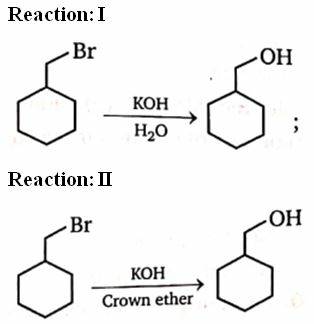 Reaction: I
Br
OH
KOH
H₂O
;
Reaction: II
Br
OH
KOH
Crown ether